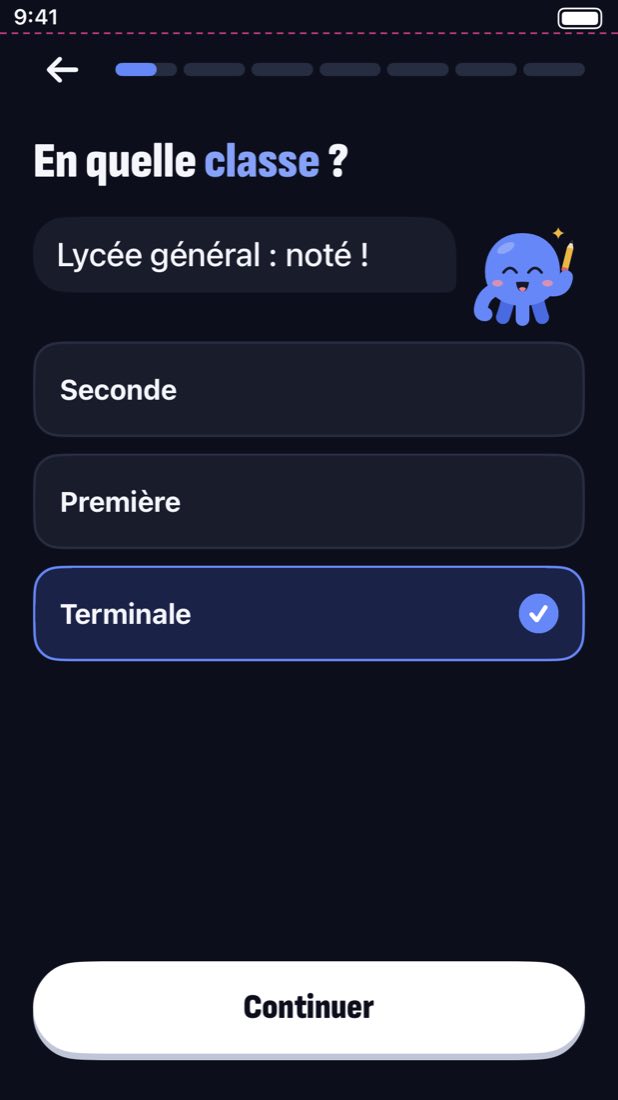 9:41
En quelle classe ?
Lycée général : noté !
Seconde
Première
Terminale
Continuer